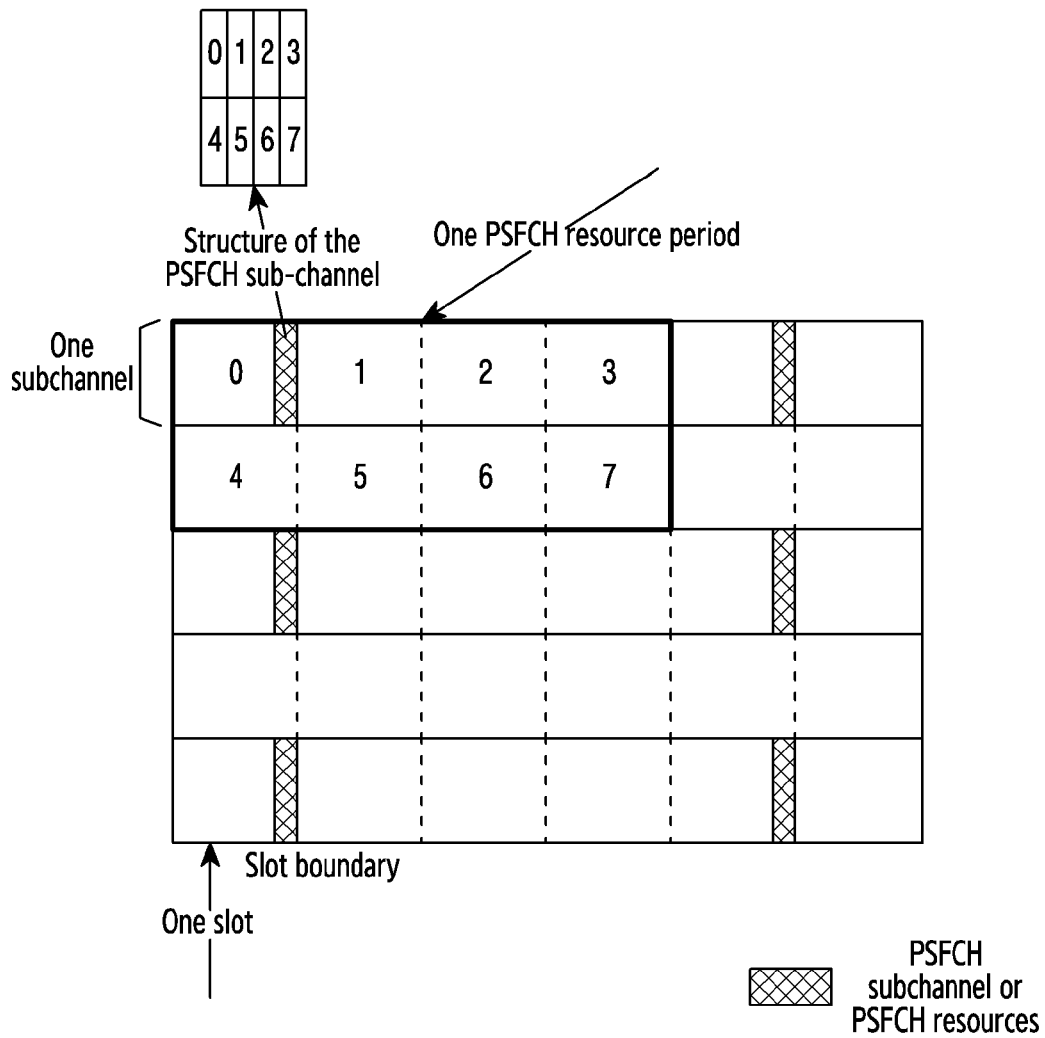 0 1 2 3
4 5 6 7
Structure of the
PSFCH sub-channel
One PSFCH resource period
One
subchannel
0 1 2 3
4 5 6 7
Slot boundary
One slot
PSFCH
subchannel or
PSFCH resources